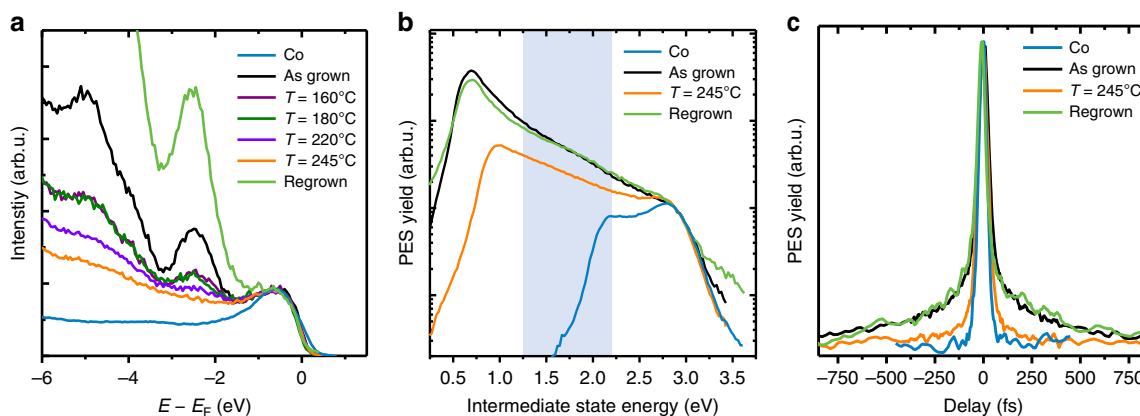 a
Intenstiy (arb.u.)
Co
As grown
T = 160°C
T = 180°C
T = 220°C
T = 245°C
Regrown
−6
−4
−2
0
E − EF (eV)
b
PES yield (arb.u.)
Co
As grown
T = 245°C
Regrown
0.5 1.0 1.5 2.0 2.5 3.0 3.5
Intermediate state energy (eV)
c
PES yield (arb.u.)
Co
As grown
T = 245°C
Regrown
−750 −500 −250 0 250 500 750
Delay (fs)